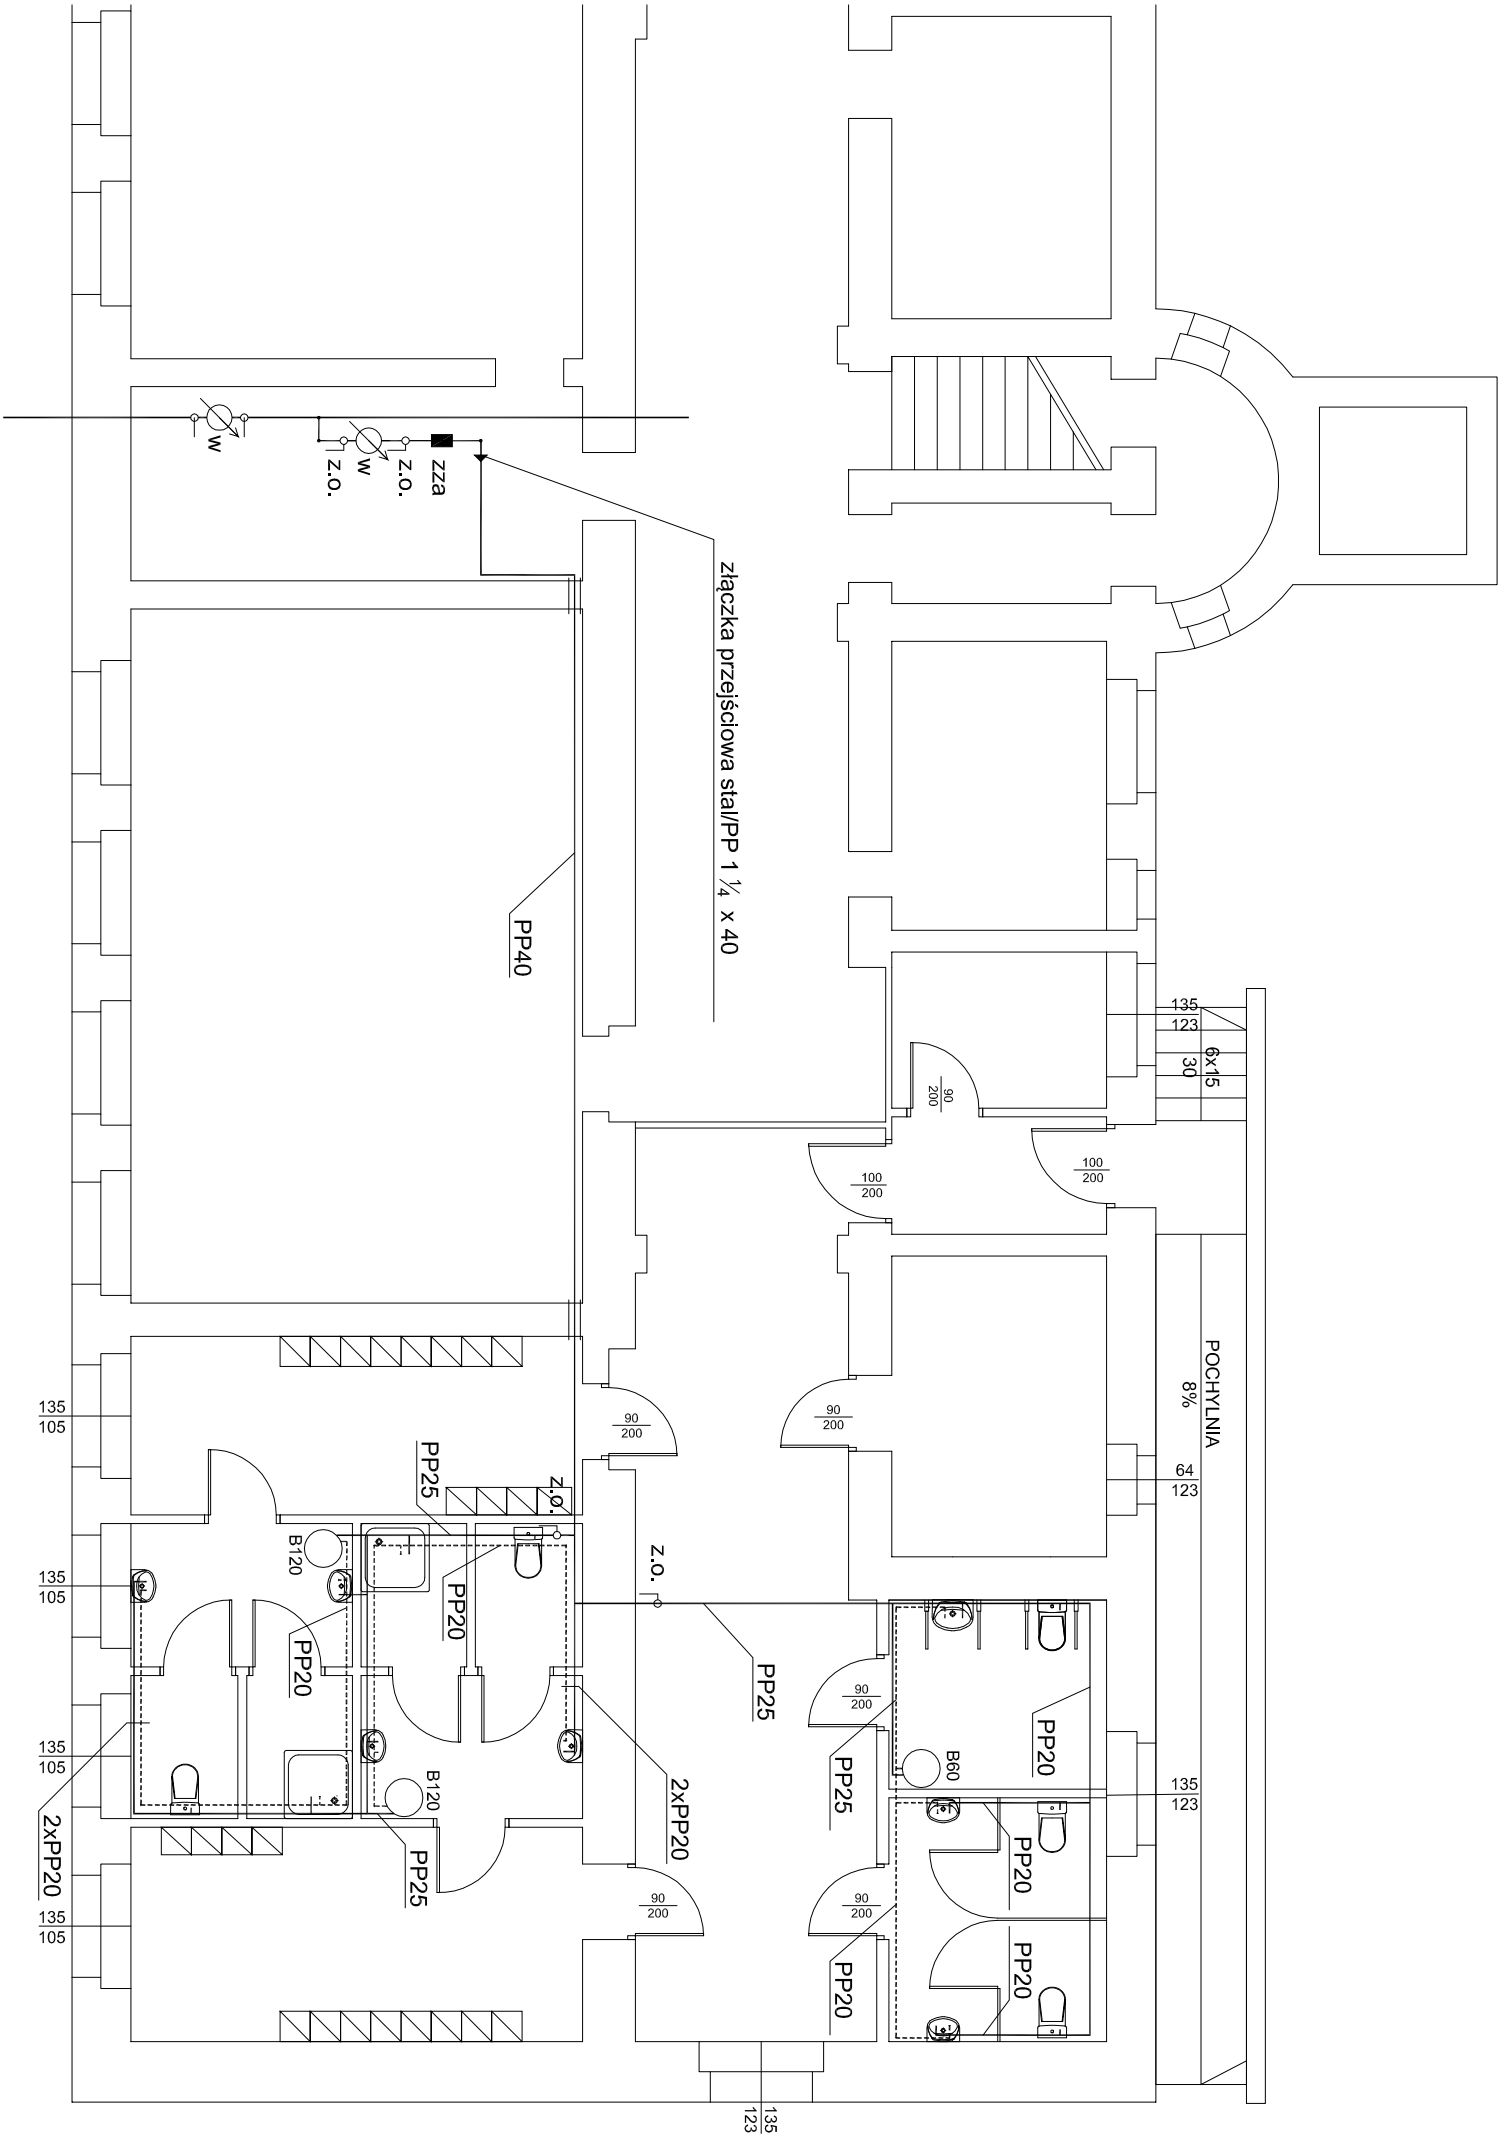 135
123
6x15
30
90
200
100
200
100
200
POCHYLNIA
8%
złączka przejściowa stal/PP 1 ¼ x 40
w
z.o.
w
z.o.
zza
PP40
90
200
90
200
64
123
135
105
PP25
z.o.
z.o.
B120
135
105
PP20
PP20
PP25
90
200
PP25
B60
PP20
135
123
135
105
2xPP20
B120
2xPP20
PP25
PP20
PP20
90
200
90
200
PP20
135
105
135
123